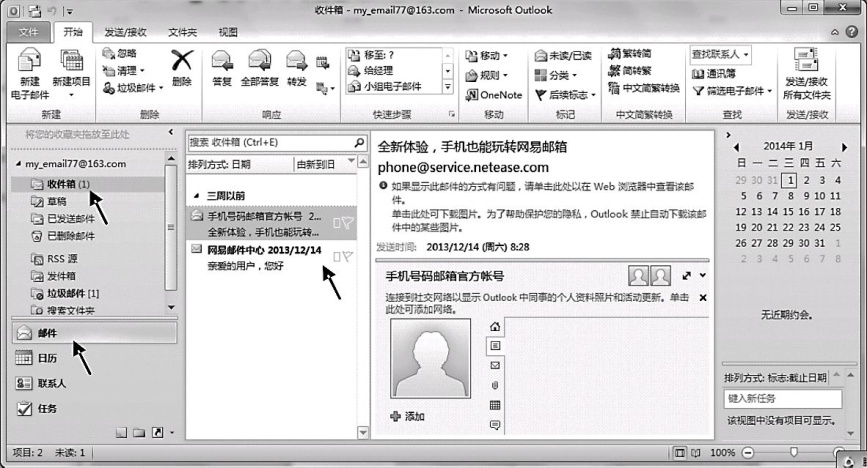 收件箱 - my_email77@163.com - Microsoft Outlook
文件 开始 发送/接收 文件夹 视图
新建
电子邮件
新建项目
新建
忽略
清理
垃圾邮件
删除
删除
答复
全部答复
转发
响应
移至: ?
给经理
小组电子邮件
快速步骤
移动
规则
OneNote
移动
未读/已读
分类
后续标志
标记
繁转简
简转繁
中文简繁转换
中文简繁转换
查找联系人
通讯簿
筛选电子邮件
查找
发送/接收
所有文件夹
发送/接收
将您的收藏夹拖放至此处
my_email77@163.com
收件箱 (1)
草稿
已发送邮件
已删除邮件
RSS 源
发件箱
垃圾邮件 [1]
搜索文件夹
邮件
日历
联系人
任务
搜索 收件箱 (Ctrl+E)
排列方式: 日期 由新到旧
三周以前
手机号码邮箱官方帐号 2...
全新体验，手机也能玩转...
网易邮件中心 2013/12/14
亲爱的用户，您好
全新体验，手机也能玩转网易邮箱
phone@service.netease.com
如果显示此邮件的方式有问题，请单击此处以在 Web 浏览器中查看该邮
件。
单击此处可下载图片。为了帮助保护您的隐私，Outlook 禁止自动下载该邮
件中的某些图片。
发送时间: 2013/12/14 (周六) 8:28
手机号码邮箱官方帐号
连接到社交网络以显示 Outlook 中同事的个人资料照片和活动更新。单击
此处可添加网络。
添加
2014年 1月
日 一 二 三 四 五 六
29 30 31 1 2 3 4
5 6 7 8 9 10 11
12 13 14 15 16 17 18
19 20 21 22 23 24 25
26 27 28 29 30 31 1
2 3 4 5 6 7 8
无近期约会。
排列方式: 标志:截止日期
键入新任务
该视图中没有项目可显示。
项目: 2 未读: 1
100%